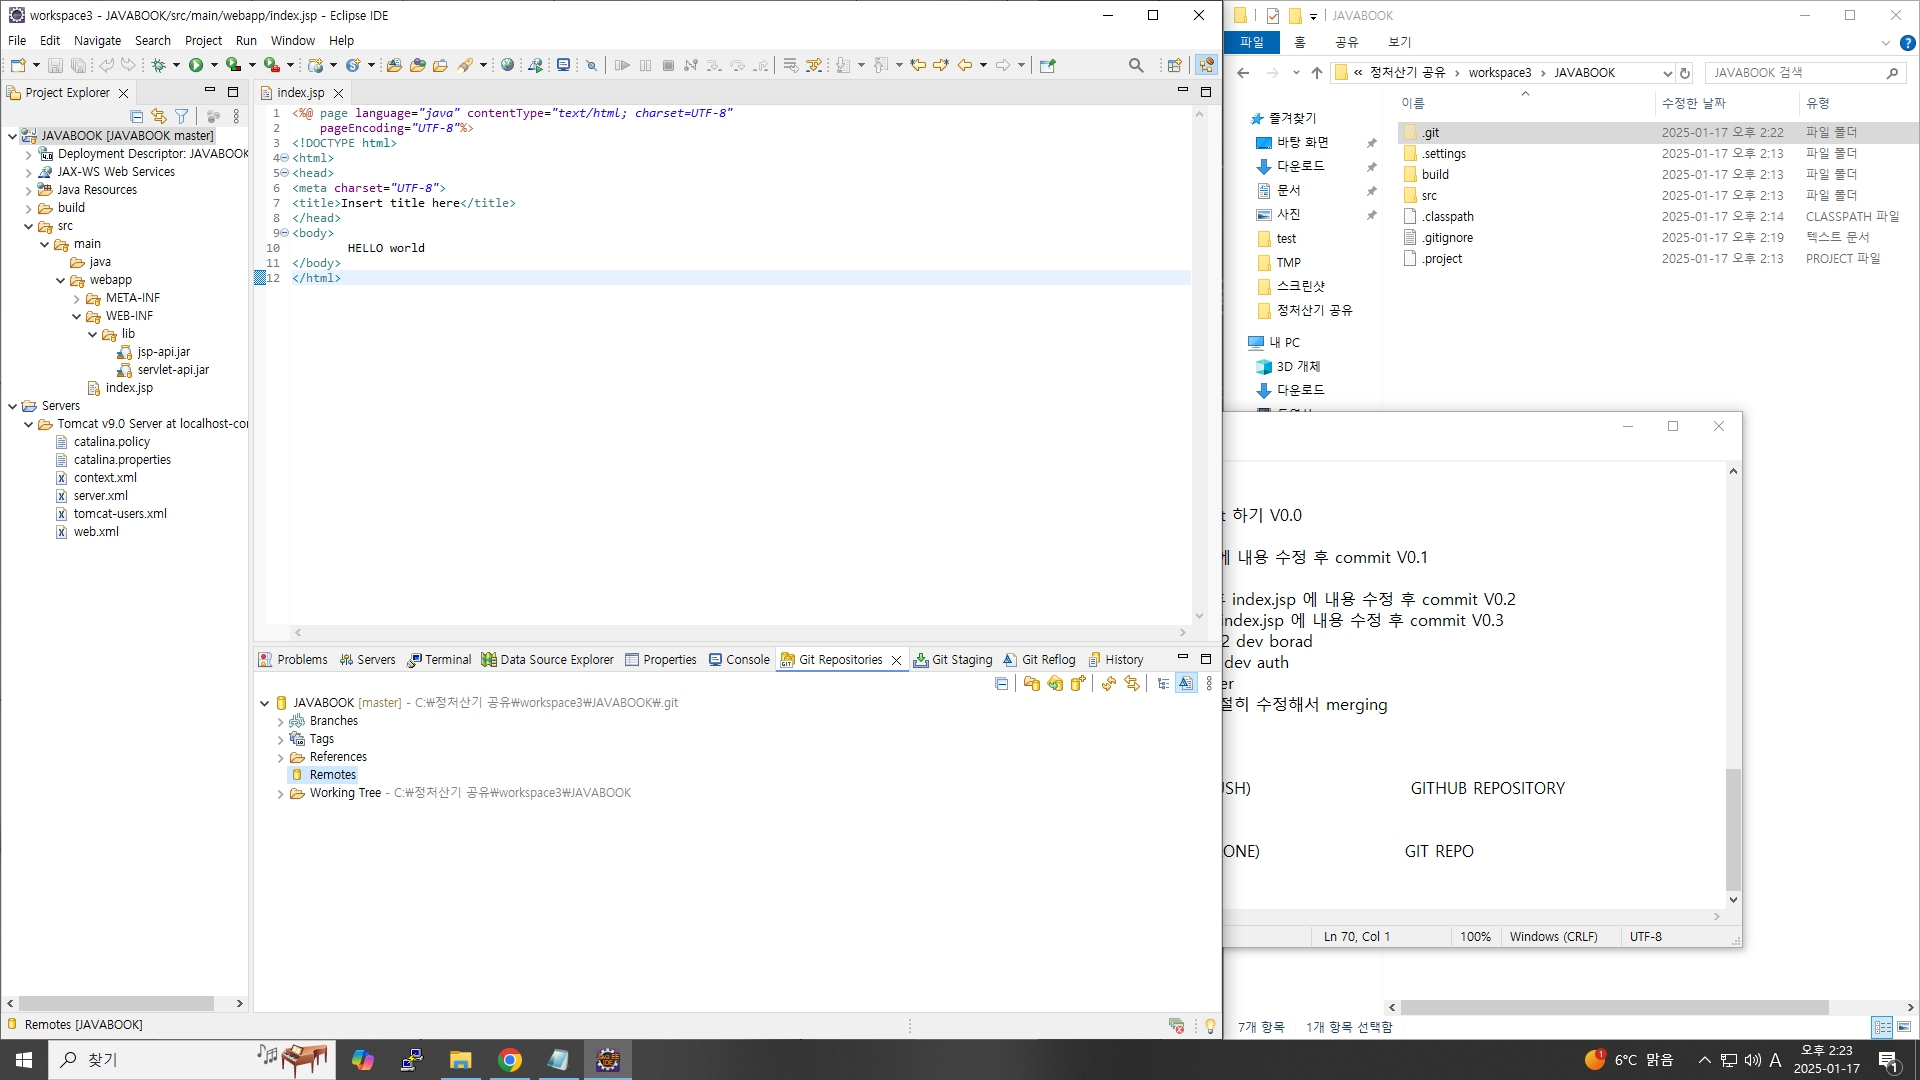 workspace3 - JAVABOOK/src/main/webapp/index.jsp - Eclipse IDE
File Edit Navigate Search Project Run Window Help
Project Explorer
JAVABOOK [JAVABOOK master]
Deployment Descriptor: JAVABOOK
JAX-WS Web Services
Java Resources
build
src
main
java
webapp
META-INF
WEB-INF
lib
jsp-api.jar
servlet-api.jar
index.jsp
Servers
Tomcat v9.0 Server at localhost-co
catalina.policy
catalina.properties
context.xml
server.xml
tomcat-users.xml
web.xml
index.jsp
1 <%@ page language="java" contentType="text/html; charset=UTF-8"
2 pageEncoding="UTF-8"%>
3 <!DOCTYPE html>
4 <html>
5 <head>
6 <meta charset="UTF-8">
7 <title>Insert title here</title>
8 </head>
9 <body>
10 HELLO world
11 </body>
12 </html>
Problems Servers Terminal Data Source Explorer Properties Console Git Repositories Git Staging Git Reflog History
JAVABOOK [master] - C:₩정처산기 공유₩workspace3₩JAVABOOK₩.git
Branches
Tags
References
Remotes
Working Tree - C:₩정처산기 공유₩workspace3₩JAVABOOK
Remotes [JAVABOOK]
JAVABOOK
파일 홈 공유 보기
« 정처산기 공유 › workspace3 › JAVABOOK
JAVABOOK 검색
이름 수정한 날짜 유형
즐겨찾기
바탕 화면
다운로드
문서
사진
test
TMP
스크린샷
정처산기 공유
내 PC
3D 개체
다운로드
.git 2025-01-17 오후 2:22 파일 폴더
.settings 2025-01-17 오후 2:13 파일 폴더
build 2025-01-17 오후 2:13 파일 폴더
src 2025-01-17 오후 2:13 파일 폴더
.classpath 2025-01-17 오후 2:14 CLASSPATH 파일
.gitignore 2025-01-17 오후 2:19 텍스트 문서
.project 2025-01-17 오후 2:13 PROJECT 파일
하기 V0.0
에 내용 수정 후 commit V0.1
index.jsp 에 내용 수정 후 commit V0.2
index.jsp 에 내용 수정 후 commit V0.3
2 dev borad
dev auth
er
절히 수정해서 merging
USH) GITHUB REPOSITORY
ONE) GIT REPO
Ln 70, Col 1 100% Windows (CRLF) UTF-8
7개 항목 1개 항목 선택함
찾기
1 6°C 맑음 A 오후 2:23
2025-01-17
1